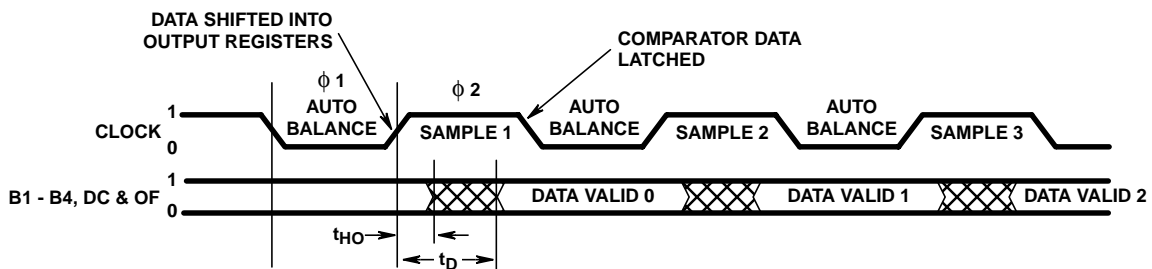 DATA SHIFTED INTO
OUTPUT REGISTERS
COMPARATOR DATA
LATCHED
ϕ 1
ϕ 2
1
CLOCK
0
AUTO
BALANCE
SAMPLE 1
AUTO
BALANCE
SAMPLE 2
AUTO
BALANCE
SAMPLE 3
1
B1 - B4, DC & OF
0
DATA VALID 0
DATA VALID 1
DATA VALID 2
tHO
tD